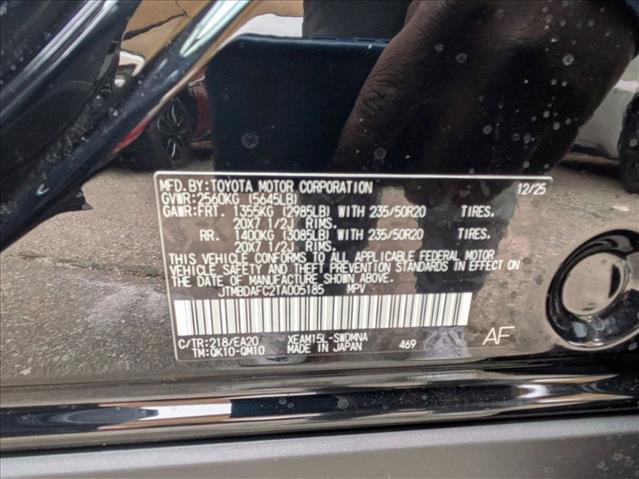 MFD.BY:TOYOTA MOTOR CORPORATION 12/25
GVWR:2560KG (5645LB)
GAWR:FRT. 1355KG (2985LB) WITH 235/50R20 TIRES.
20X7 1/2J RIMS.
RR. 1400KG (3085LB) WITH 235/50R20 TIRES.
20X7 1/2J RIMS.
THIS VEHICLE CONFORMS TO ALL APPLICABLE FEDERAL MOTOR
VEHICLE SAFETY AND THEFT PREVENTION STANDARDS IN EFFECT ON
THE DATE OF MANUFACTURE SHOWN ABOVE.
JTMBDAFC2TA005185 MPV
C/TR:218/EA20 XEAM15L-SWDMNA 469 AF
TM:QK10-QM10 MADE IN JAPAN